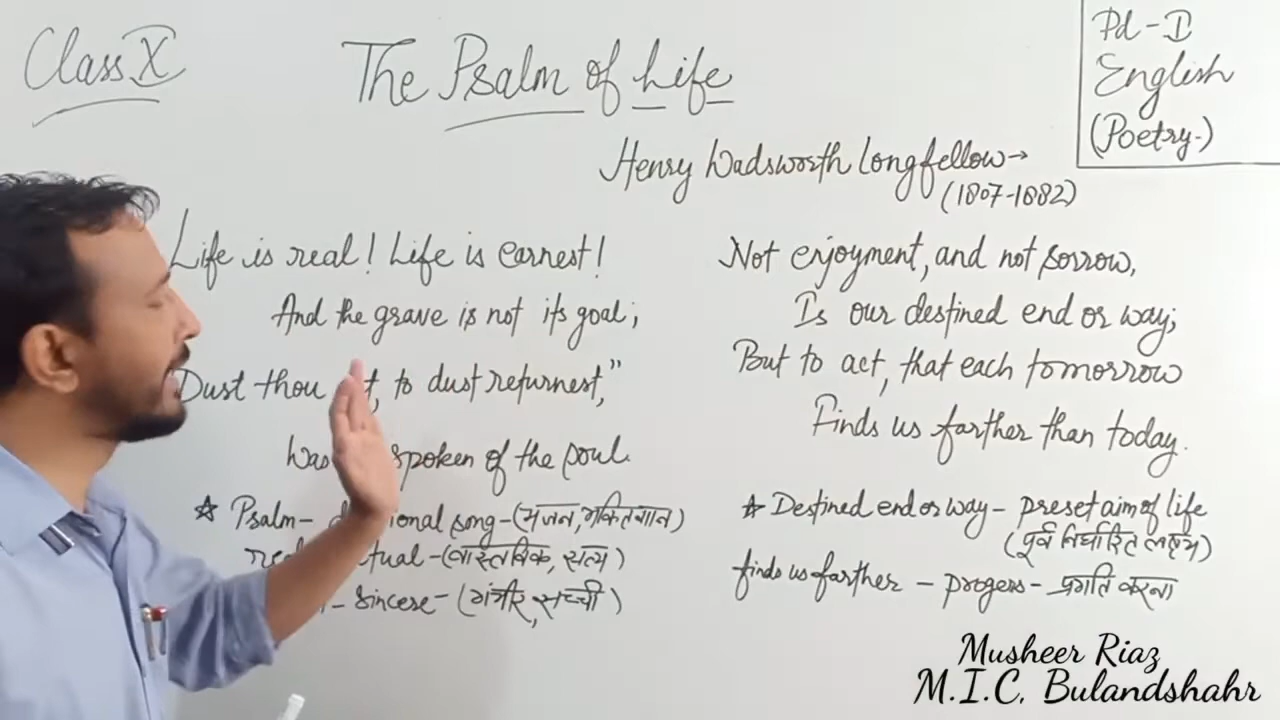 Class X
The Psalm of Life
Pd - I
English
(Poetry.)
Henry Wadsworth Longfellow→
(1807-1882)
Life is real! Life is earnest!
And the grave is not its goal;
Dust thou to dust returnest,"
Was spoken of the soul.
Not enjoyment, and not sorrow,
Is our destined end or way;
But to act, that each tomorrow
Finds us farther than today.
☆ Psalm- ional song-(भजन, भक्तिगान)
tual-(वास्तविक, सत्य)
- Sincere-(गंभीर, सच्ची)
☆ Destined end or way - preset aim of life
(पूर्व निर्धारित लक्ष्य)
finds us farther - progers - प्रगति करना
Musheer Riaz
M.I.C. Bulandshahr